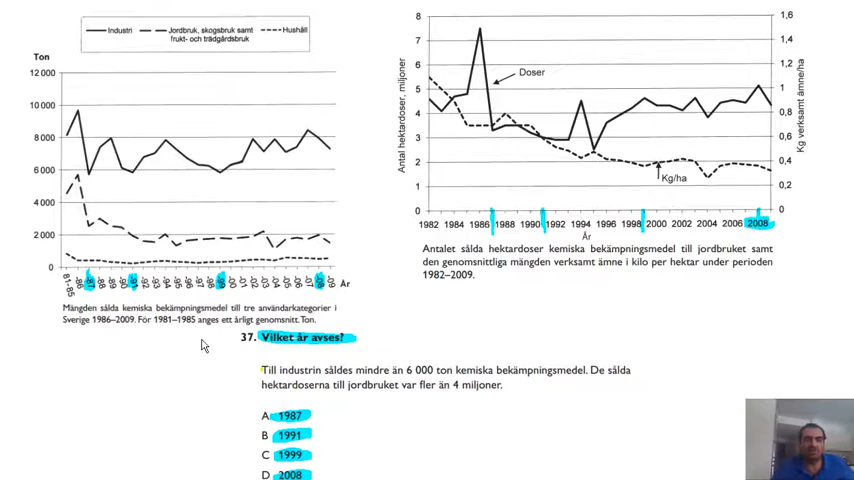 Industri
Jordbruk, skogsbruk samt
frukt- och trädgårdsbruk
Hushåll
Ton
12 000
10 000
8 000
6 000
4 000
2 000
0
81-85
-86
-87
-88
-89
-90
-91
-92
-93
-94
-95
-96
-97
-98
-99
-00
-01
-02
-03
-04
-05
-06
-07
-08
-09
År
Mängden sålda kemiska bekämpningsmedel till tre användarkategorier i
Sverige 1986–2009. För 1981–1985 anges ett årligt genomsnitt. Ton.
Antal hektardoser, miljoner
8
7
6
5
4
3
2
1
0
1,6
1,4
1,2
1
0,8
0,6
0,4
0,2
0
Kg verksamt ämne/ha
Doser
Kg/ha
1982 1984 1986 1988 1990 1992 1994 1996 1998 2000 2002 2004 2006 2008
År
Antalet sålda hektardoser kemiska bekämpningsmedel till jordbruket samt
den genomsnittliga mängden verksamt ämne i kilo per hektar under perioden
1982–2009.
37. Vilket år avses?
Till industrin såldes mindre än 6 000 ton kemiska bekämpningsmedel. De sålda
hektardoserna till jordbruket var fler än 4 miljoner.
A 1987
B 1991
C 1999
D 2008